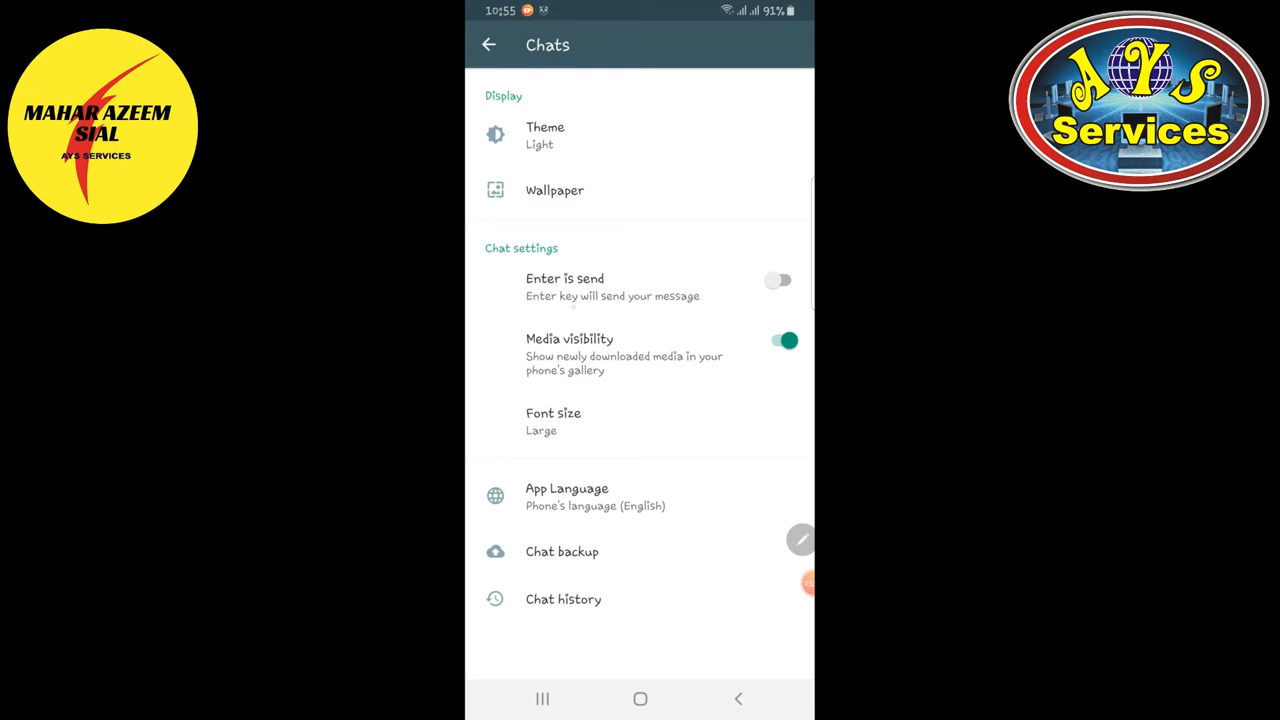 MAHAR AZEEM
SIAL
AYS SERVICES
AYS
Services
10:55
91%
Chats
Display
Theme
Light
Wallpaper
Chat settings
Enter is send
Enter key will send your message
Media visibility
Show newly downloaded media in your
phone's gallery
Font size
Large
App Language
Phone's language (English)
Chat backup
Chat history